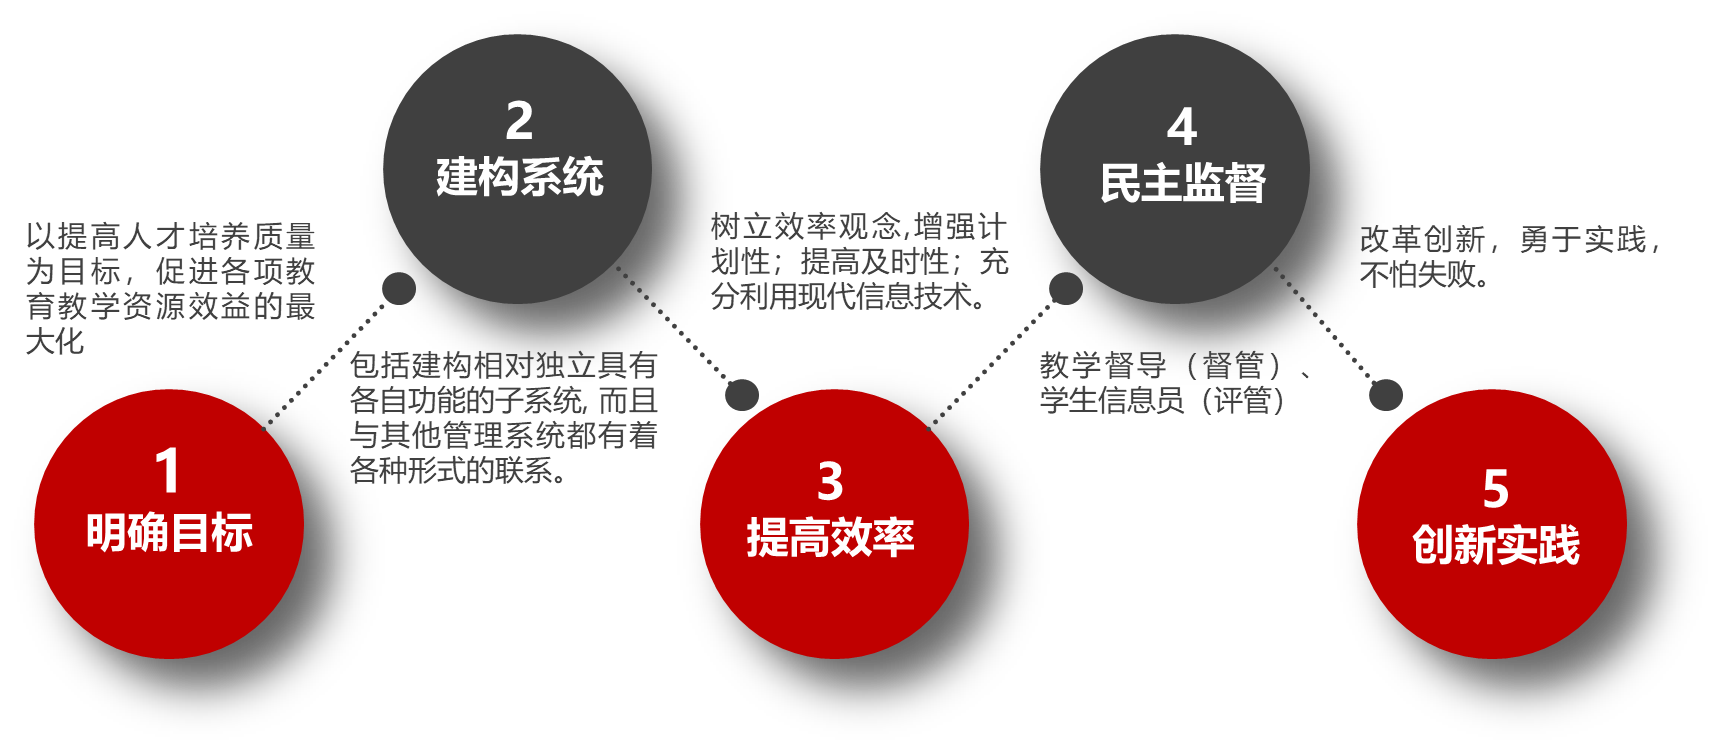 1
明确目标
以提高人才培养质量
为目标，促进各项教
育教学资源效益的最
大化
2
建构系统
包括建构相对独立具有
各自功能的子系统, 而且
与其他管理系统都有着
各种形式的联系。
3
提高效率
树立效率观念,增强计
划性；提高及时性；充
分利用现代信息技术。
4
民主监督
教学督导（督管）、
学生信息员（评管）
5
创新实践
改革创新，勇于实践，
不怕失败。